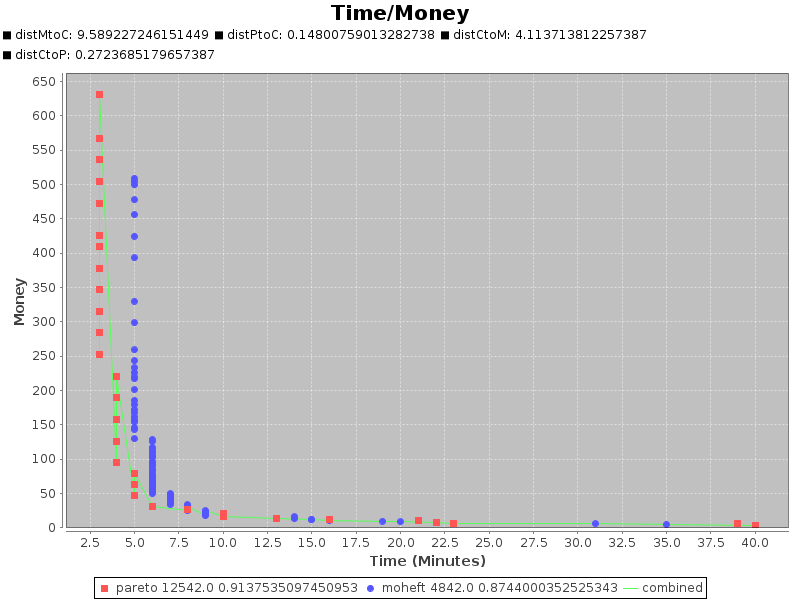 Time/Money
distMtoC: 9.589227246151449 distPtoC: 0.14800759013282738 distCtoM: 4.113713812257387
distCtoP: 0.2723685179657387
650
600
550
500
450
400
350
300
250
200
150
100
50
0
Money
2.5 5.0 7.5 10.0 12.5 15.0 17.5 20.0 22.5 25.0 27.5 30.0 32.5 35.0 37.5 40.0
Time (Minutes)
pareto 12542.0 0.9137535097450953 moheft 4842.0 0.8744000352525343 combined